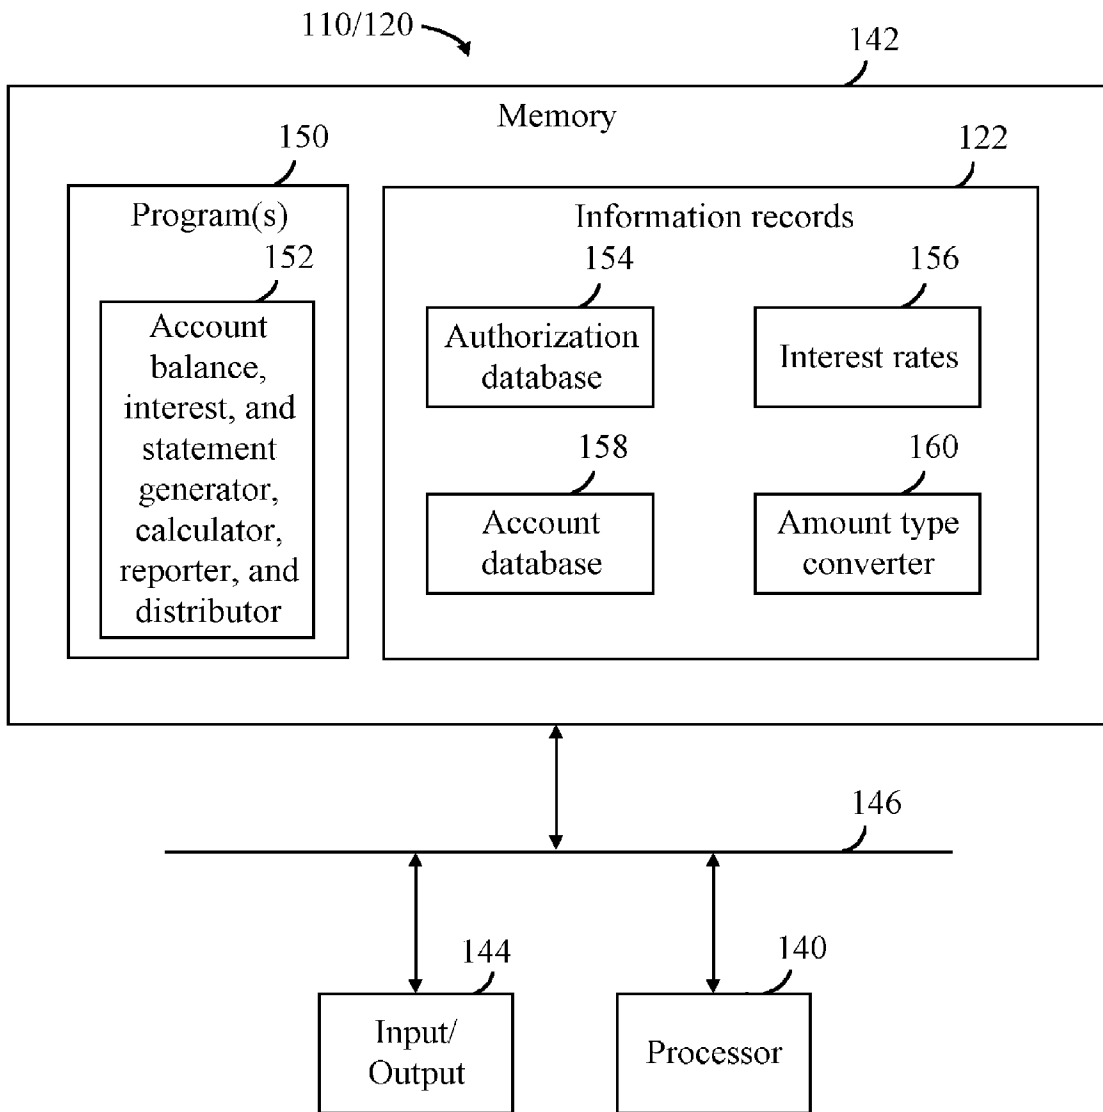 110/120
142
Memory
150
122
Program(s)
Information records
152
154
156
Account
balance,
interest, and
statement
generator,
calculator,
reporter, and
distributor
Authorization
database
Interest rates
158
160
Account
database
Amount type
converter
146
144
140
Input/
Output
Processor